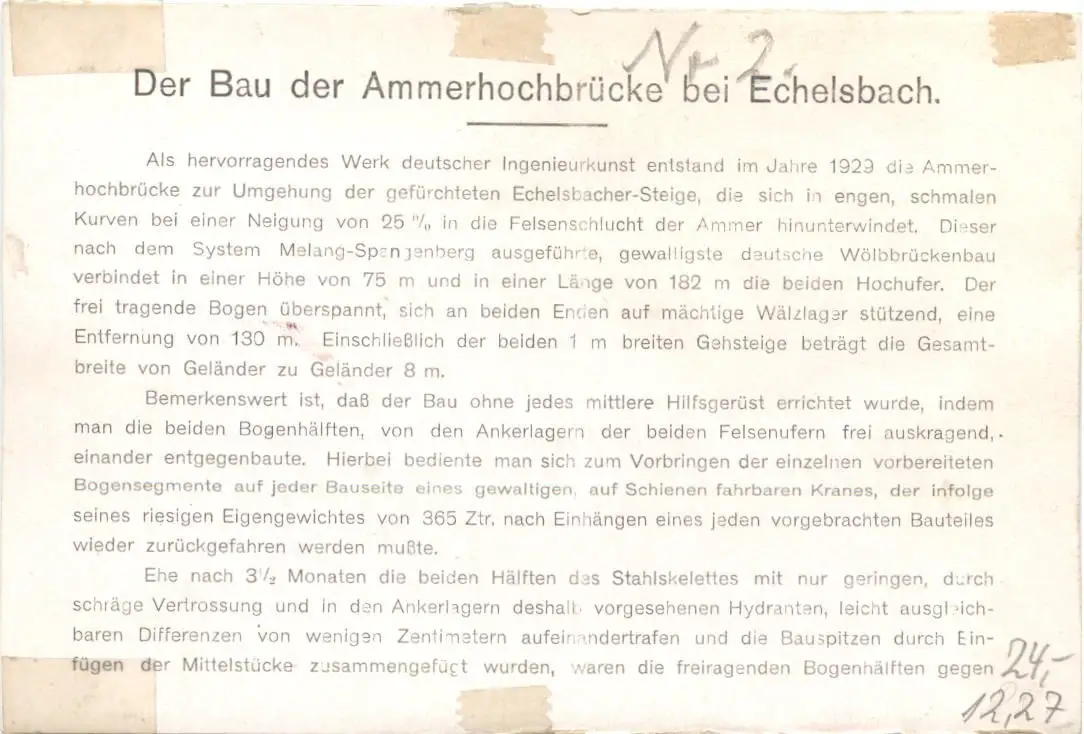 Nr 2.
Der Bau der Ammerhochbrücke bei Echelsbach.
Als hervorragendes Werk deutscher Ingenieurkunst entstand im Jahre 1929 die Ammer-
hochbrücke zur Umgehung der gefürchteten Echelsbacher-Steige, die sich in engen, schmalen
Kurven bei einer Neigung von 25 % in die Felsenschlucht der Ammer hinunterwindet. Dieser
nach dem System Melang-Spangenberg ausgeführte, gewaltigste deutsche Wölbbrückenbau
verbindet in einer Höhe von 75 m und in einer Länge von 182 m die beiden Hochufer. Der
frei tragende Bogen überspannt, sich an beiden Enden auf mächtige Wälzlager stützend, eine
Entfernung von 130 m. Einschließlich der beiden 1 m breiten Gehsteige beträgt die Gesamt-
breite von Geländer zu Geländer 8 m.
Bemerkenswert ist, daß der Bau ohne jedes mittlere Hilfsgerüst errichtet wurde, indem
man die beiden Bogenhälften, von den Ankerlagern der beiden Felsenufern frei auskragend,
einander entgegenbaute. Hierbei bediente man sich zum Vorbringen der einzelnen vorbereiteten
Bogensegmente auf jeder Bauseite eines gewaltigen, auf Schienen fahrbaren Kranes, der infolge
seines riesigen Eigengewichtes von 365 Ztr. nach Einhängen eines jeden vorgebrachten Bauteiles
wieder zurückgefahren werden mußte.
Ehe nach 3½ Monaten die beiden Hälften des Stahlskelettes mit nur geringen, durch
schräge Vertrossung und in den Ankerlagern deshalb vorgesehenen Hydranten, leicht ausgleich-
baren Differenzen von wenigen Zentimetern aufeinandertrafen und die Bauspitzen durch Ein-
fügen der Mittelstücke zusammengefügt wurden, waren die freiragenden Bogenhälften gegen
24,-
12,27